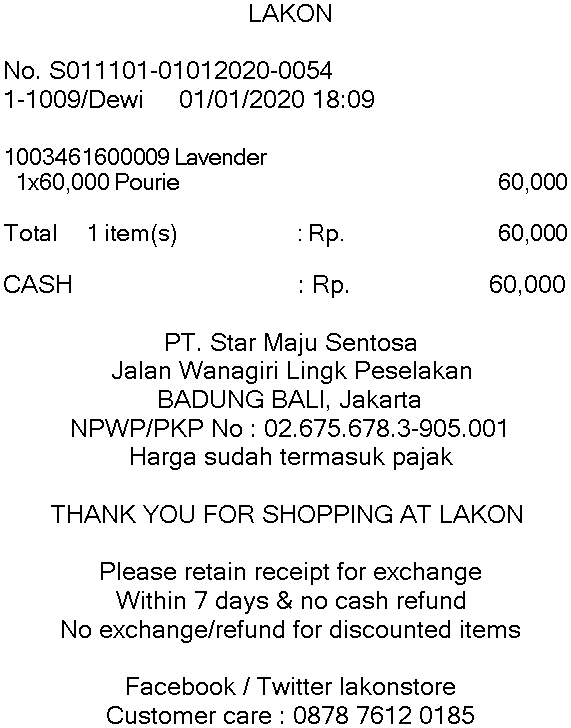 LAKON
No. S011101-01012020-0054
1-1009/Dewi 01/01/2020 18:09
1003461600009 Lavender
1x60,000 Pourie 60,000
Total 1 item(s) : Rp. 60,000
CASH : Rp. 60,000
PT. Star Maju Sentosa
Jalan Wanagiri Lingk Peselakan
BADUNG BALI, Jakarta
NPWP/PKP No : 02.675.678.3-905.001
Harga sudah termasuk pajak
THANK YOU FOR SHOPPING AT LAKON
Please retain receipt for exchange
Within 7 days & no cash refund
No exchange/refund for discounted items
Facebook / Twitter lakonstore
Customer care : 0878 7612 0185